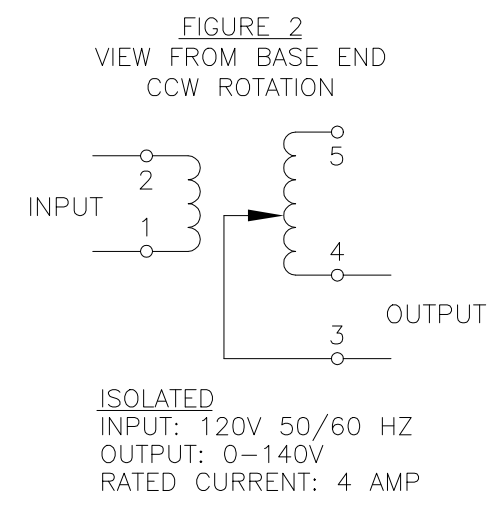 FIGURE 2
VIEW FROM BASE END
CCW ROTATION
5
2
INPUT
1
4
OUTPUT
3
ISOLATED
INPUT: 120V 50/60 HZ
OUTPUT: 0-140V
RATED CURRENT: 4 AMP